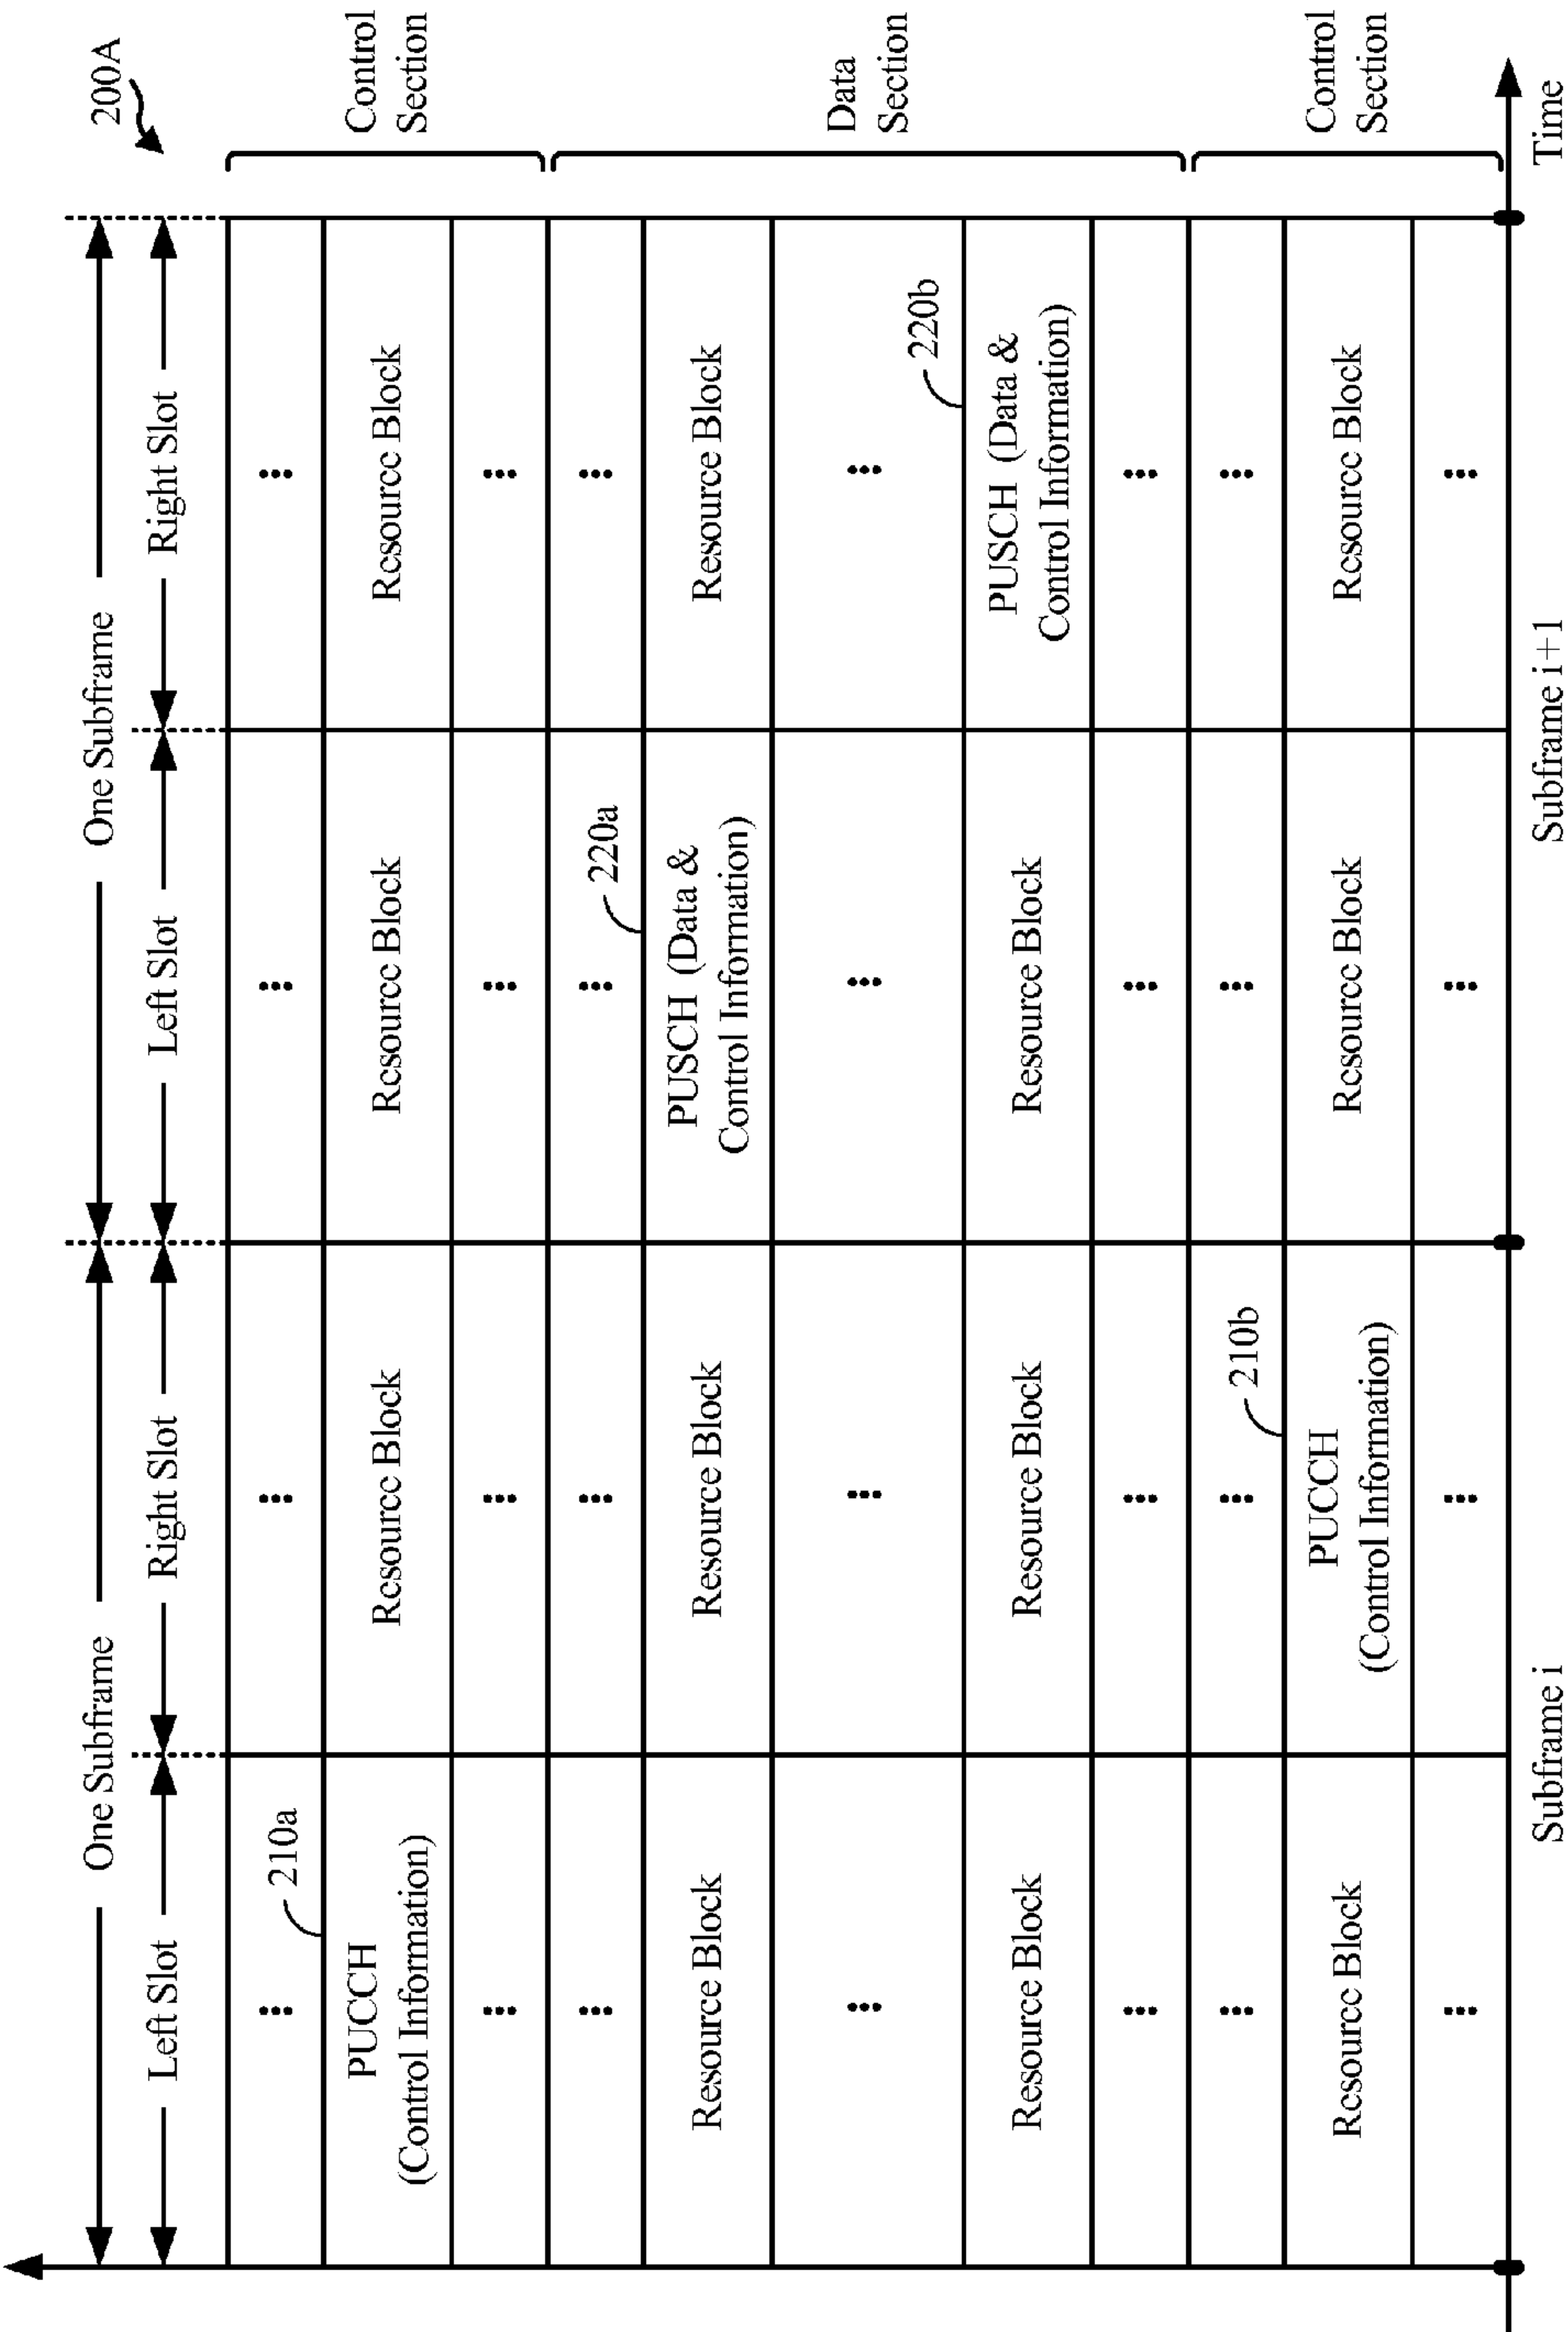 200A
One Subframe
One Subframe
Left Slot
Right Slot
Left Slot
Right Slot
210a
PUCCH
(Control Information)
Resource Block
Resource Block
Resource Block
Control
Section
220a
Resource Block
Resource Block
PUSCH (Data &
Control Information)
Resource Block
Data
Section
220b
Resource Block
Resource Block
Resource Block
PUSCH (Data &
Control Information)
210b
Resource Block
PUCCH
(Control Information)
Resource Block
Resource Block
Control
Section
Subframe i
Subframe i+1
Time